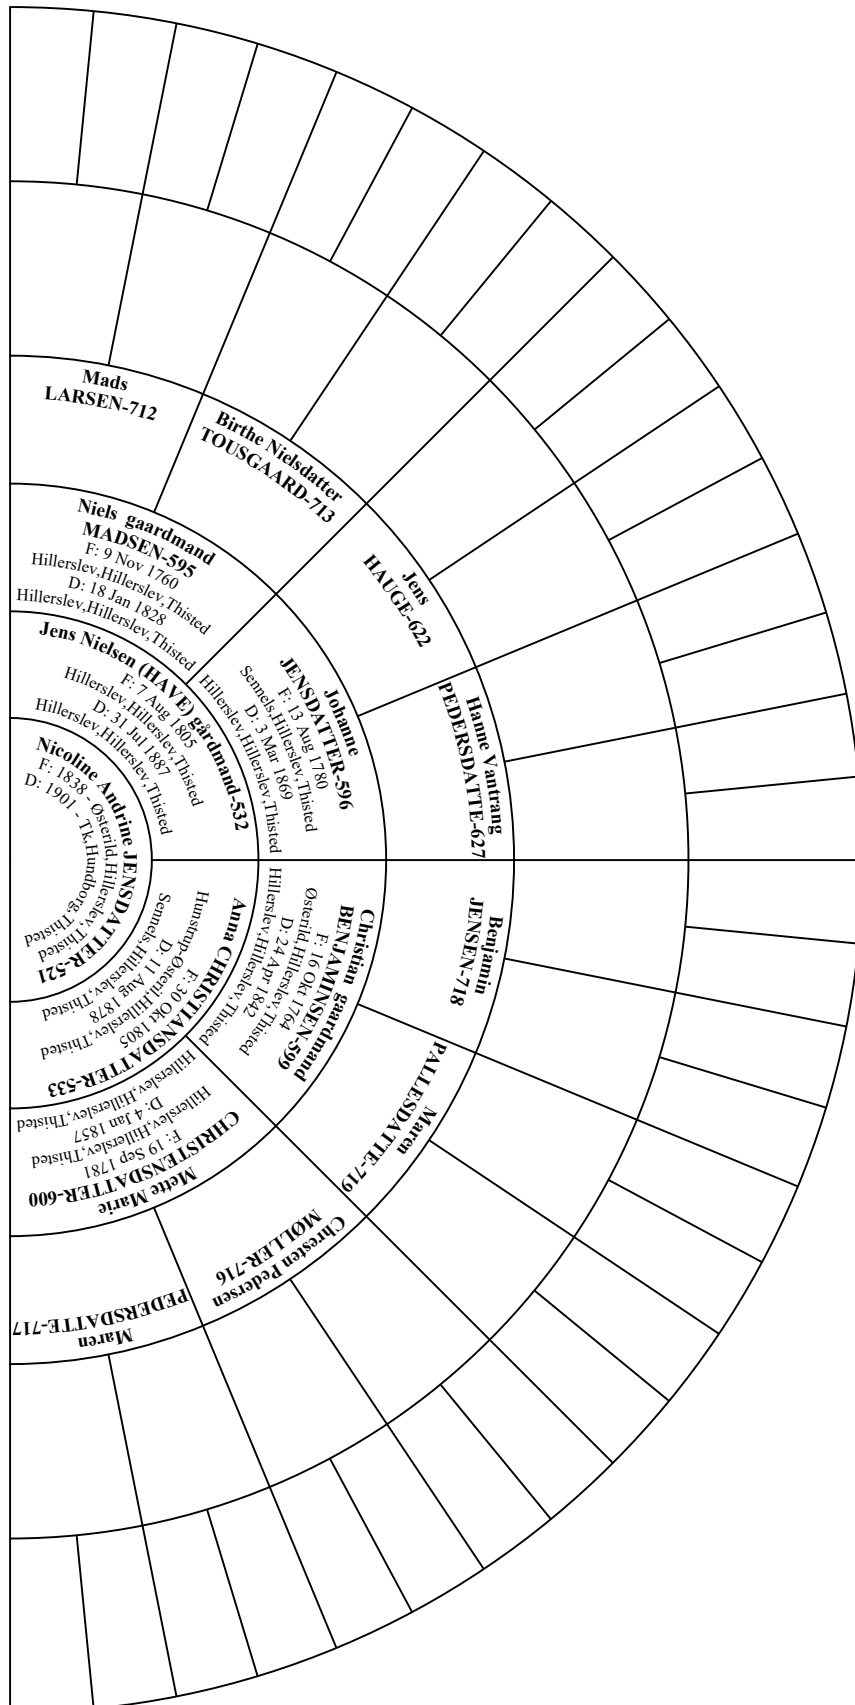 Mads
LARSEN-712
Birthe Nielsdatter
TOUSGAARD-713
Niels  gaardmand
MADSEN-595
F: 9 Nov 1760
Hillerslev,Hillerslev,Thisted
D: 18 Jan 1828
Hillerslev,Hillerslev,Thisted
Jens
HAUGE-622
Jens Nielsen (HAVE) gårdmand-532
F: 7 Aug 1805
Hillerslev,Hillerslev,Thisted
D: 31 Jul 1887
Hillerslev,Hillerslev,Thisted
Johanne
JENSDATTER-596
F: 13 Aug 1780
Sennels,Hillerslev,Thisted
D: 3 Mar 1869
Hillerslev,Hillerslev,Thisted
Hanne Vantrang
PEDERSDATTE-627
Nicoline Andrine JENSDATTER-521
F: 1838 - Østerild,Hillerslev,Thisted
D: 1901 - Tk,Hundborg,Thisted
Anna CHRISTIANSDATTER-533
F: 30 Okt 1805
Hunstrup-Østeril,Hillerslev,Thisted
D: 11 Aug 1878
Sennels,Hillerslev,Thisted
Christian gaardmand
BENJAMINSEN-599
F: 16 Okt 1764
Østerild,Hillerslev,Thisted
D: 24 Apr 1842
Hillerslev,Hillerslev,Thisted
Benjamin
JENSEN-718
Maren
PALLESDATTE-719
Mette Marie
CHRISTENSDATTER-600
F: 19 Sep 1781
Hillerslev,Hillerslev,Thisted
D: 4 Jan 1857
Hillerslev,Hillerslev,Thisted
Chresten Pedersen
MØLLER-716
Maren
PEDERSDATTE-717